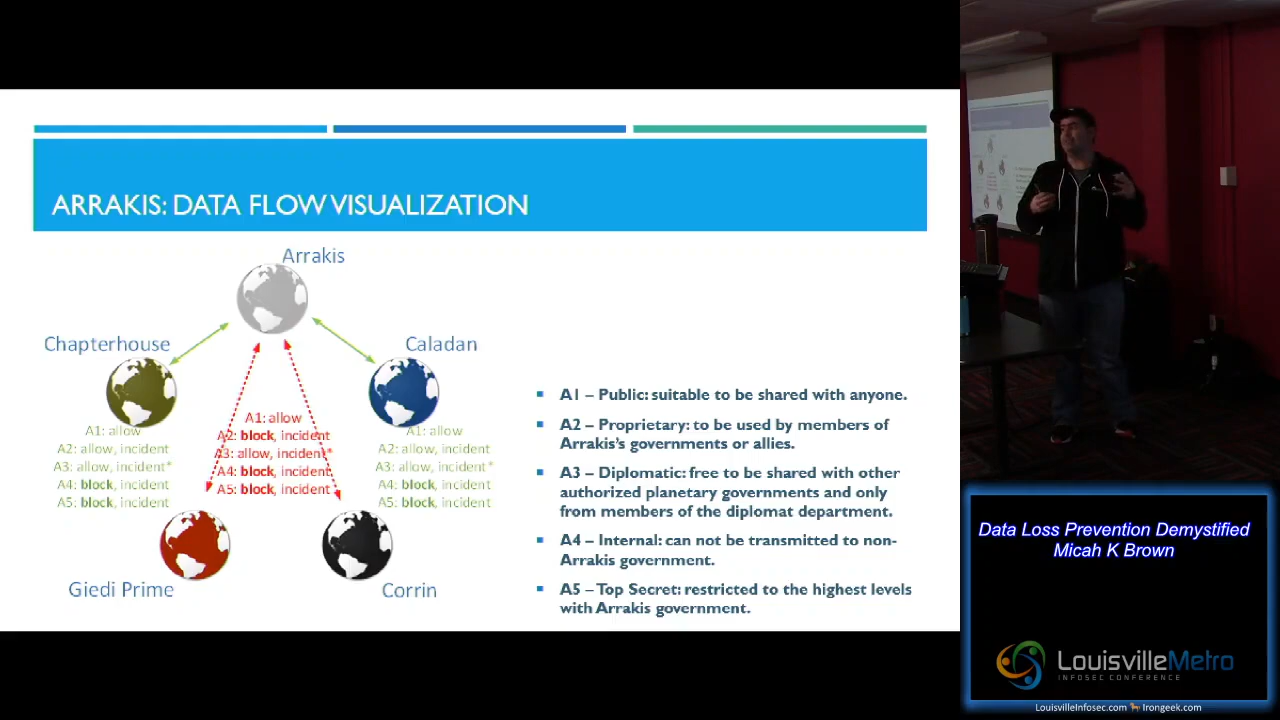 ARRAKIS: DATA FLOW VISUALIZATION
Arrakis
Chapterhouse
Caladan
A1: allow
A2: allow, incident
A3: allow, incident*
A4: block, incident
A5: block, incident
A1: allow
A2: block, incident
A3: allow, incident*
A4: block, incident
A5: block, incident
A1: allow
A2: allow, incident
A3: allow, incident*
A4: block, incident
A5: block, incident
Giedi Prime
Corrin
A1 – Public: suitable to be shared with anyone.
A2 – Proprietary: to be used by members of
Arrakis's governments or allies.
A3 – Diplomatic: free to be shared with other
authorized planetary governments and only
from members of the diplomat department.
A4 – Internal: can not be transmitted to non-
Arrakis government.
A5 – Top Secret: restricted to the highest levels
with Arrakis government.
Data Loss Prevention Demystified
Micah K Brown
LouisvilleMetro
INFOSEC CONFERENCE
LouisvilleInfosec.com Irongeek.com